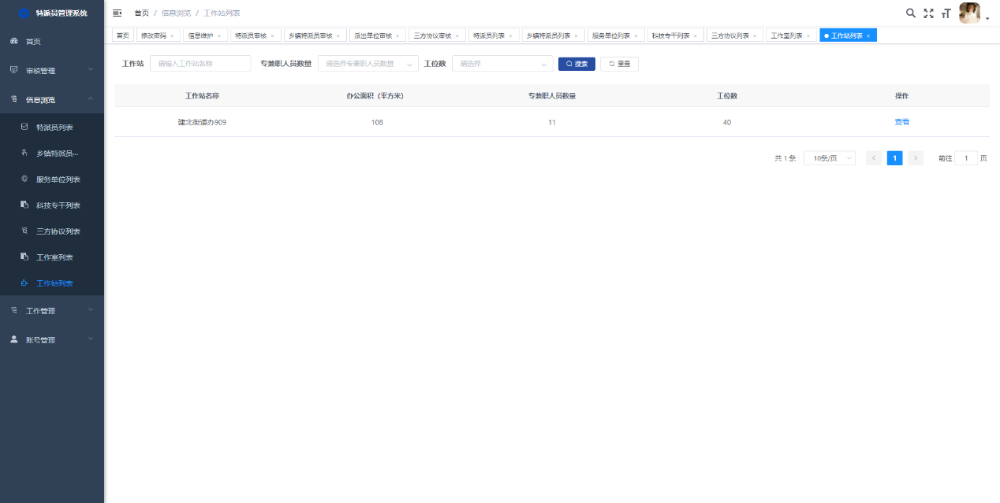 特派员管理系统
首页
审核管理
信息浏览
特派员列表
乡镇特派员...
服务单位列表
科技专干列表
三方协议列表
工作室列表
工作站列表
工作管理
账号管理
首页 / 信息浏览 / 工作站列表
首页 修改密码 × 信息维护 × 特派员审核 × 乡镇特派员审核 × 派出单位审核 × 三方协议审核 × 特派员列表 × 乡镇特派员列表 × 服务单位列表 × 科技专干列表 × 三方协议列表 × 工作室列表 × 工作站列表 ×
工作站 请输入工作站名称 专兼职人员数量 请选择专兼职人员数量 工位数 请选择 搜索 重置
工作站名称 办公面积（平方米） 专兼职人员数量 工位数 操作
建北街道办909 108 11 40 查看
共 1 条 10条/页 1 前往 1 页